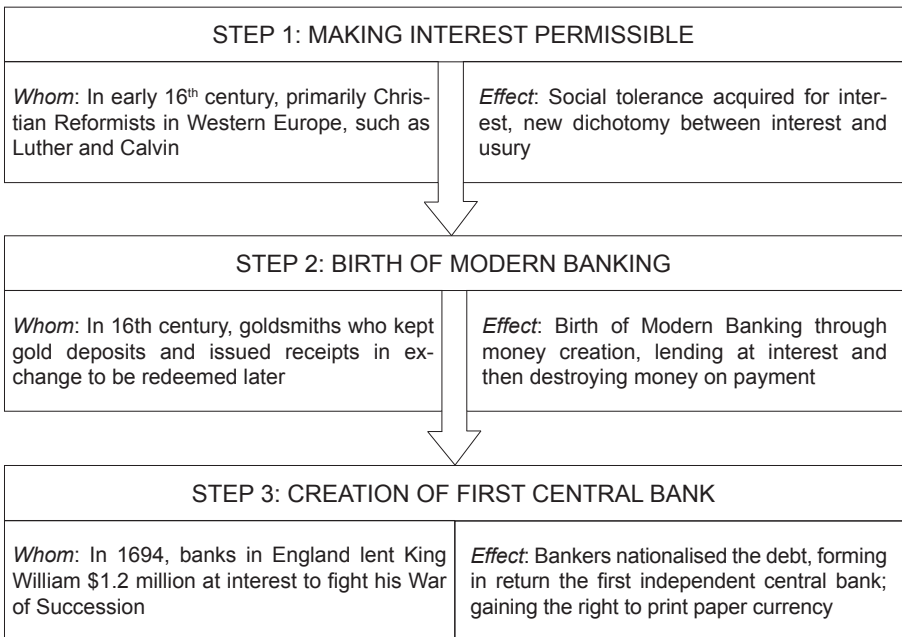 STEP 1: MAKING INTEREST PERMISSIBLE
Whom: In early 16th century, primarily Chris-
tian Reformists in Western Europe, such as
Luther and Calvin
Effect: Social tolerance acquired for inter-
est, new dichotomy between interest and
usury
STEP 2: BIRTH OF MODERN BANKING
Whom: In 16th century, goldsmiths who kept
gold deposits and issued receipts in ex-
change to be redeemed later
Effect: Birth of Modern Banking through
money creation, lending at interest and
then destroying money on payment
STEP 3: CREATION OF FIRST CENTRAL BANK
Whom: In 1694, banks in England lent King
William $1.2 million at interest to fight his War
of Succession
Effect: Bankers nationalised the debt, forming
in return the first independent central bank;
gaining the right to print paper currency